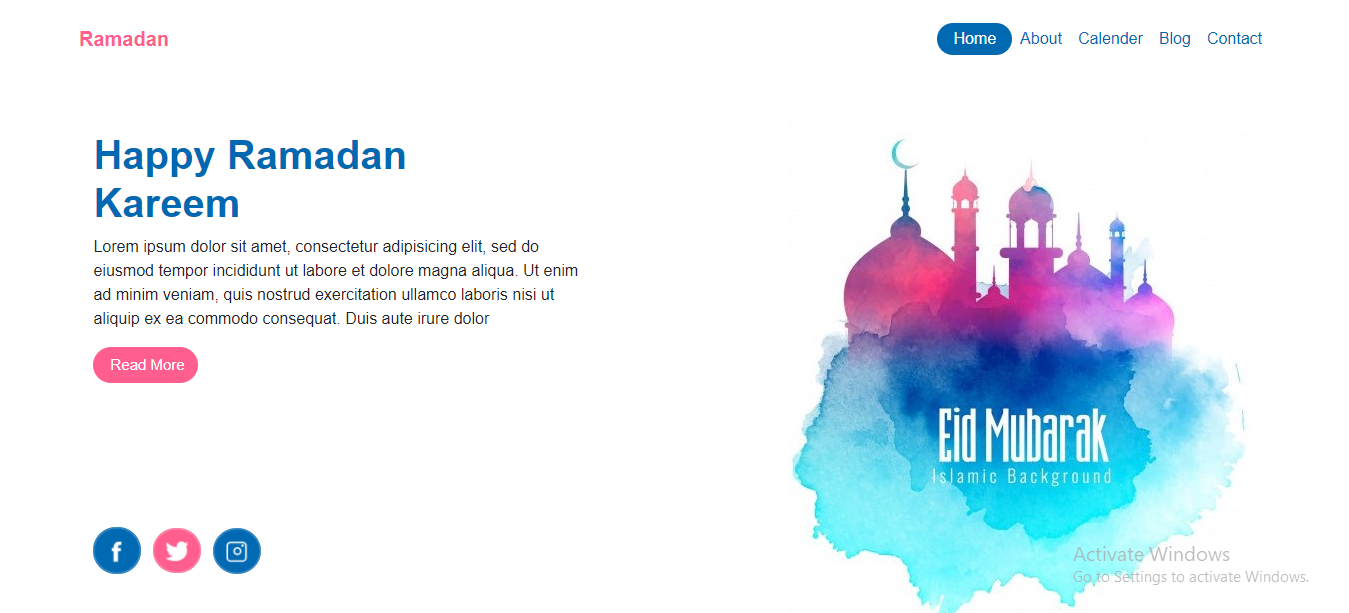 Ramadan
Home About Calender Blog Contact
Happy Ramadan
Kareem
Lorem ipsum dolor sit amet, consectetur adipisicing elit, sed do
eiusmod tempor incididunt ut labore et dolore magna aliqua. Ut enim
ad minim veniam, quis nostrud exercitation ullamco laboris nisi ut
aliquip ex ea commodo consequat. Duis aute irure dolor
Read More
Eid Mubarak
Islamic Background
Activate Windows
Go to Settings to activate Windows.